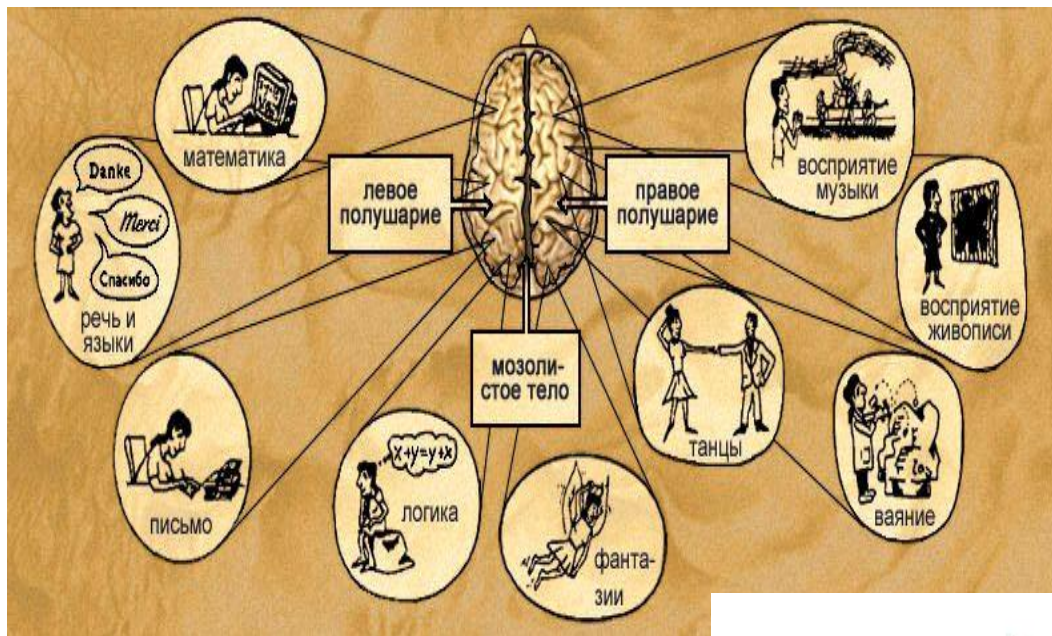 математика
Danke
Merci
Спасибо
речь и
языки
левое
полушарие
правое
полушарие
восприятие
музыки
восприятие
живописи
мозоли-
стое тело
танцы
ваяние
письмо
x+y=y+x
логика
фанта-
зии